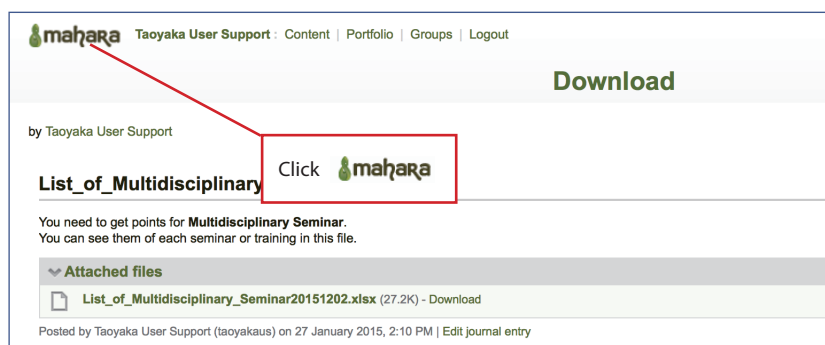 mahara Taoyaka User Support : Content | Portfolio | Groups | Logout
Download
by Taoyaka User Support
Click mahara
List_of_Multidisciplinary
You need to get points for Multidisciplinary Seminar.
You can see them of each seminar or training in this file.
Attached files
List_of_Multidisciplinary_Seminar20151202.xlsx (27.2K) - Download
Posted by Taoyaka User Support (taoyakaus) on 27 January 2015, 2:10 PM | Edit journal entry